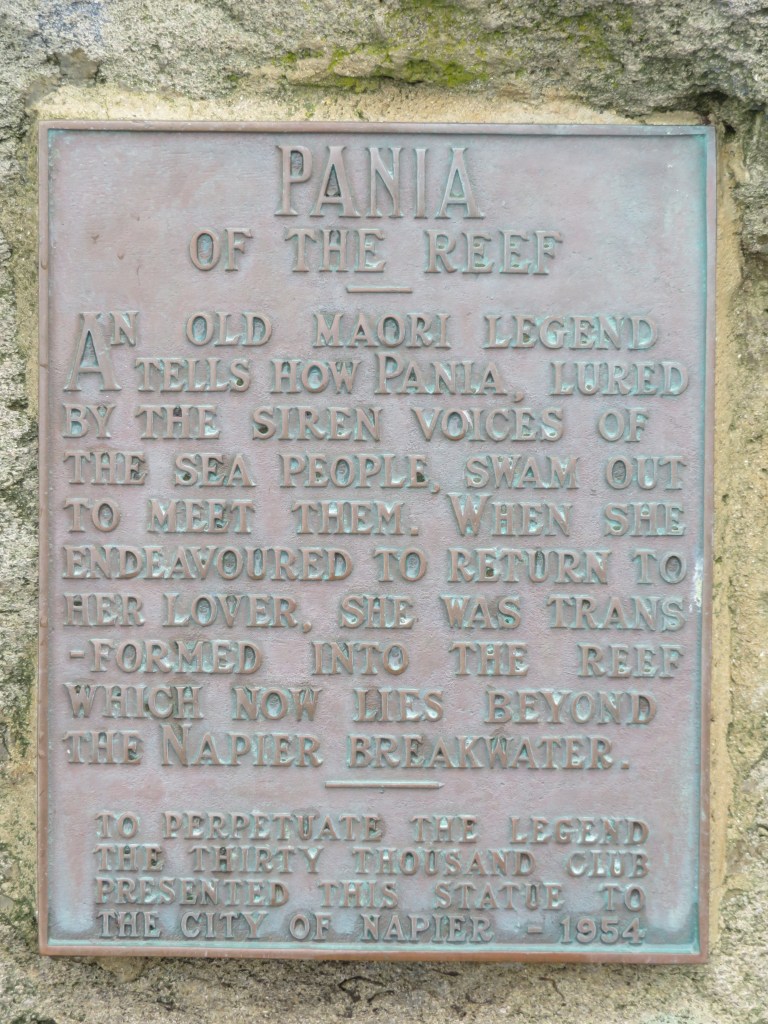 PANIA
OF THE REEF
AN OLD MAORI LEGEND
TELLS HOW PANIA, LURED
BY THE SIREN VOICES OF
THE SEA PEOPLE, SWAM OUT
TO MEET THEM. WHEN SHE
ENDEAVOURED TO RETURN TO
HER LOVER, SHE WAS TRANS
-FORMED INTO THE REEF
WHICH NOW LIES BEYOND
THE NAPIER BREAKWATER.
TO PERPETUATE THE LEGEND
THE THIRTY THOUSAND CLUB
PRESENTED THIS STATUE TO
THE CITY OF NAPIER - 1954